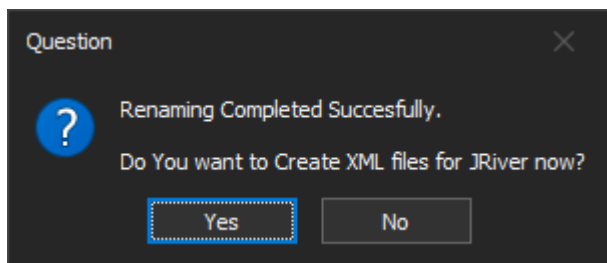 Question
Renaming Completed Succesfully.
Do You want to Create XML files for JRiver now?
Yes
No